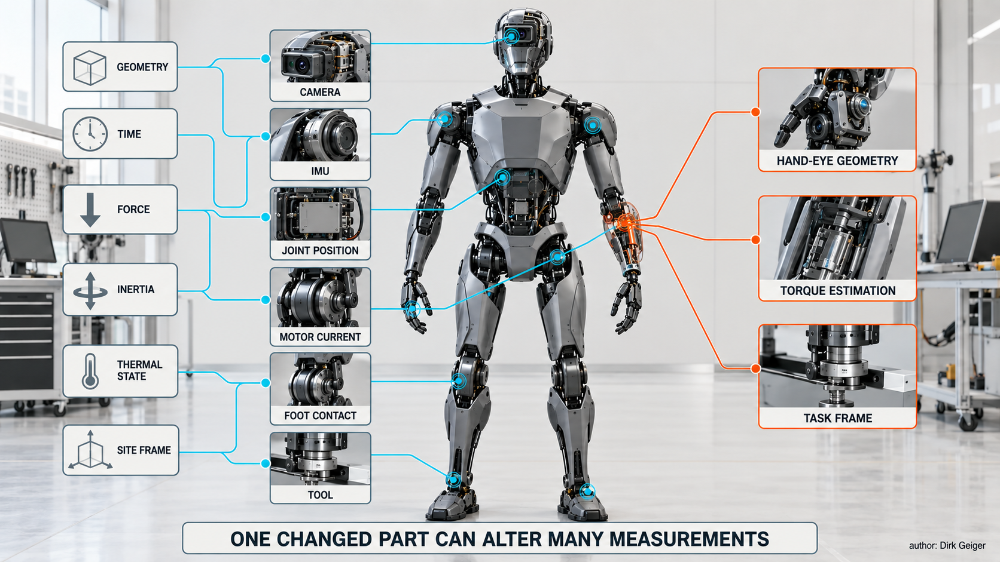 GEOMETRY
TIME
FORCE
INERTIA
THERMAL
STATE
SITE FRAME
CAMERA
IMU
JOINT POSITION
MOTOR CURRENT
FOOT CONTACT
TOOL
HAND-EYE GEOMETRY
TORQUE ESTIMATION
TASK FRAME
ONE CHANGED PART CAN ALTER MANY MEASUREMENTS
author: Dirk Geiger